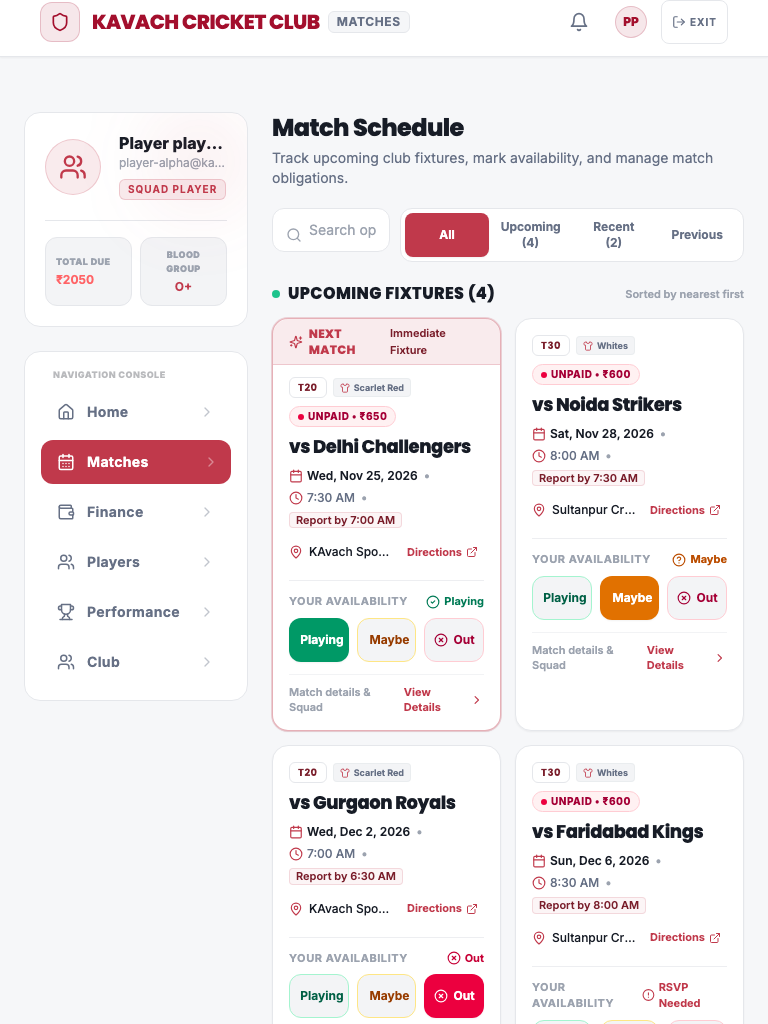 KAVACH CRICKET CLUB
MATCHES
PP
EXIT
Player play...
player-alpha@ka...
SQUAD PLAYER
TOTAL DUE
₹2050
BLOOD
GROUP
O+
NAVIGATION CONSOLE
Home
Matches
Finance
Players
Performance
Club
Match Schedule
Track upcoming club fixtures, mark availability, and manage match
obligations.
Search op
All
Upcoming
(4)
Recent
(2)
Previous
UPCOMING FIXTURES (4)
Sorted by nearest first
NEXT
MATCH
Immediate
Fixture
T20
Scarlet Red
UNPAID • ₹650
vs Delhi Challengers
Wed, Nov 25, 2026 •
7:30 AM •
Report by 7:00 AM
KAvach Spo...
Directions
YOUR AVAILABILITY
Playing
Playing
Maybe
Out
Match details &
Squad
View
Details
T30
Whites
UNPAID • ₹600
vs Noida Strikers
Sat, Nov 28, 2026 •
8:00 AM •
Report by 7:30 AM
Sultanpur Cr...
Directions
YOUR AVAILABILITY
Maybe
Playing
Maybe
Out
Match details &
Squad
View
Details
T20
Scarlet Red
vs Gurgaon Royals
Wed, Dec 2, 2026 •
7:00 AM •
Report by 6:30 AM
KAvach Spo...
Directions
YOUR AVAILABILITY
Out
Playing
Maybe
Out
T30
Whites
UNPAID • ₹600
vs Faridabad Kings
Sun, Dec 6, 2026 •
8:30 AM •
Report by 8:00 AM
Sultanpur Cr...
Directions
YOUR
AVAILABILITY
RSVP
Needed